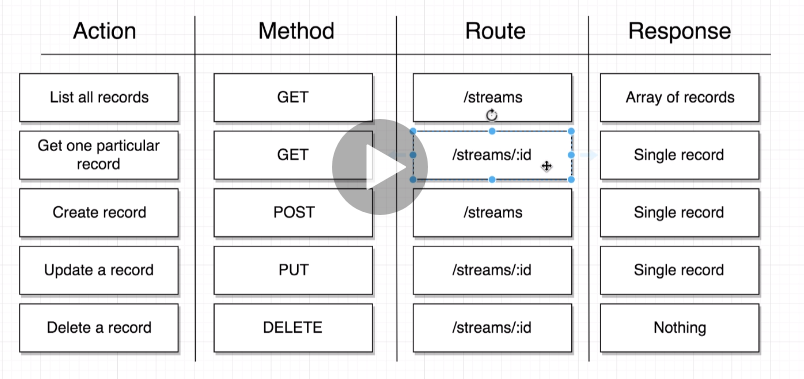 Action Method Route Response
List all records GET /streams Array of records
Get one particular
record GET /streams/:id Single record
Create record POST /streams Single record
Update a record PUT /streams/:id Single record
Delete a record DELETE /streams/:id Nothing